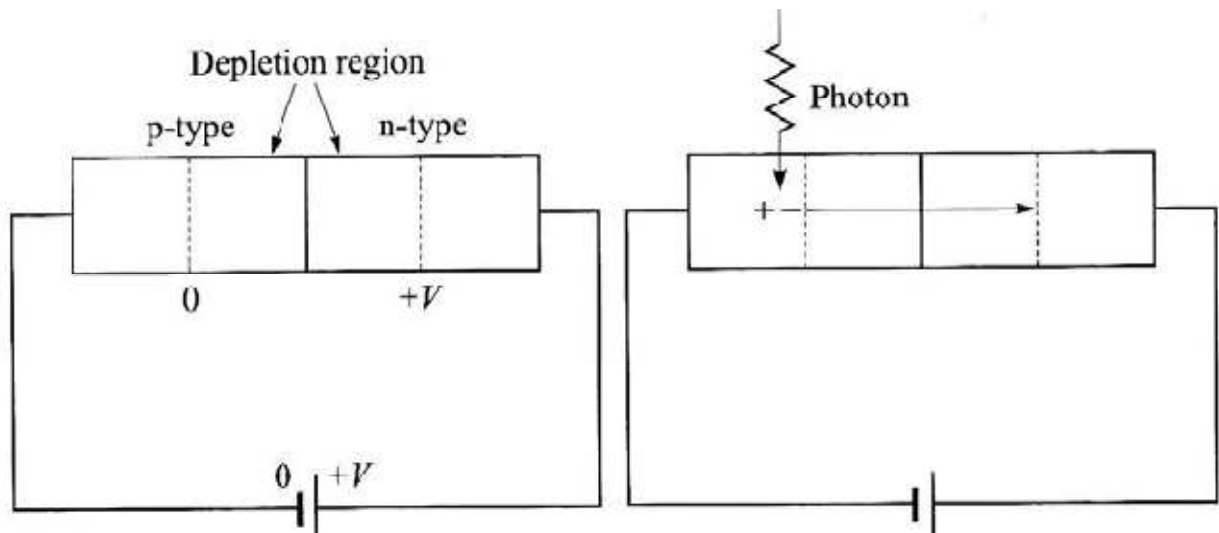 Depletion region
p-type n-type
0 +V
0 +V
Photon
+ −